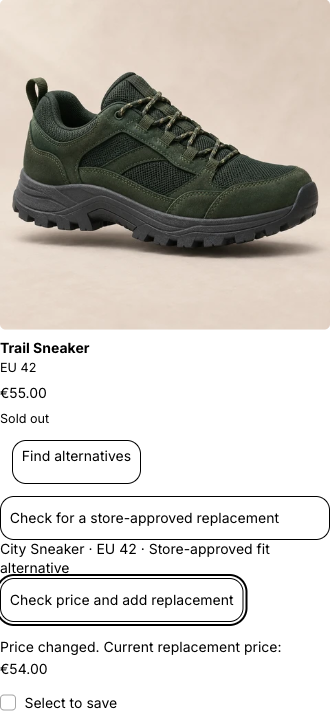 Trail Sneaker
EU 42
€55.00
Sold out
Find alternatives
Check for a store-approved replacement
City Sneaker · EU 42 · Store-approved fit
alternative
Check price and add replacement
Price changed. Current replacement price:
€54.00
Select to save